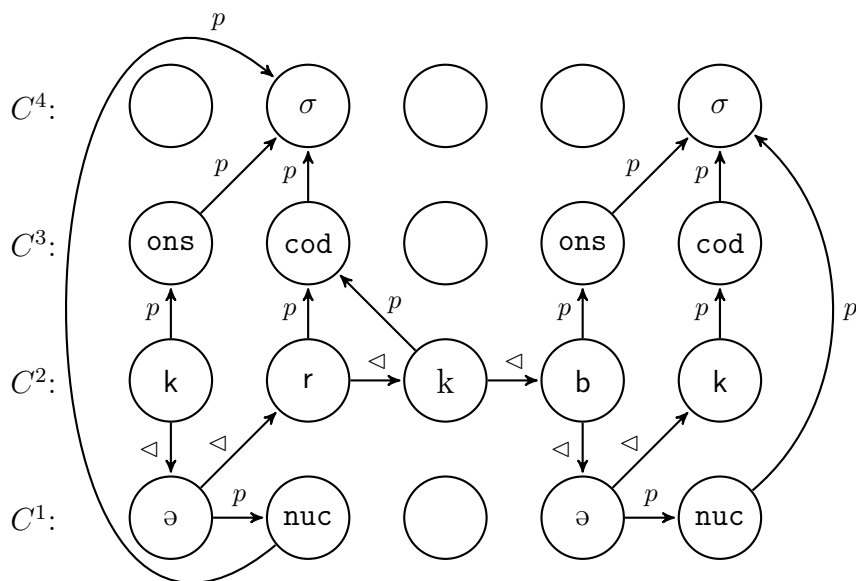 p
C⁴: σ σ
p p p p
C³: ons cod ons cod
p p p p p p
C²: k r k b k
◁ ◁
◁ ◁ ◁ ◁
p p
C¹: ə nuc ə nuc